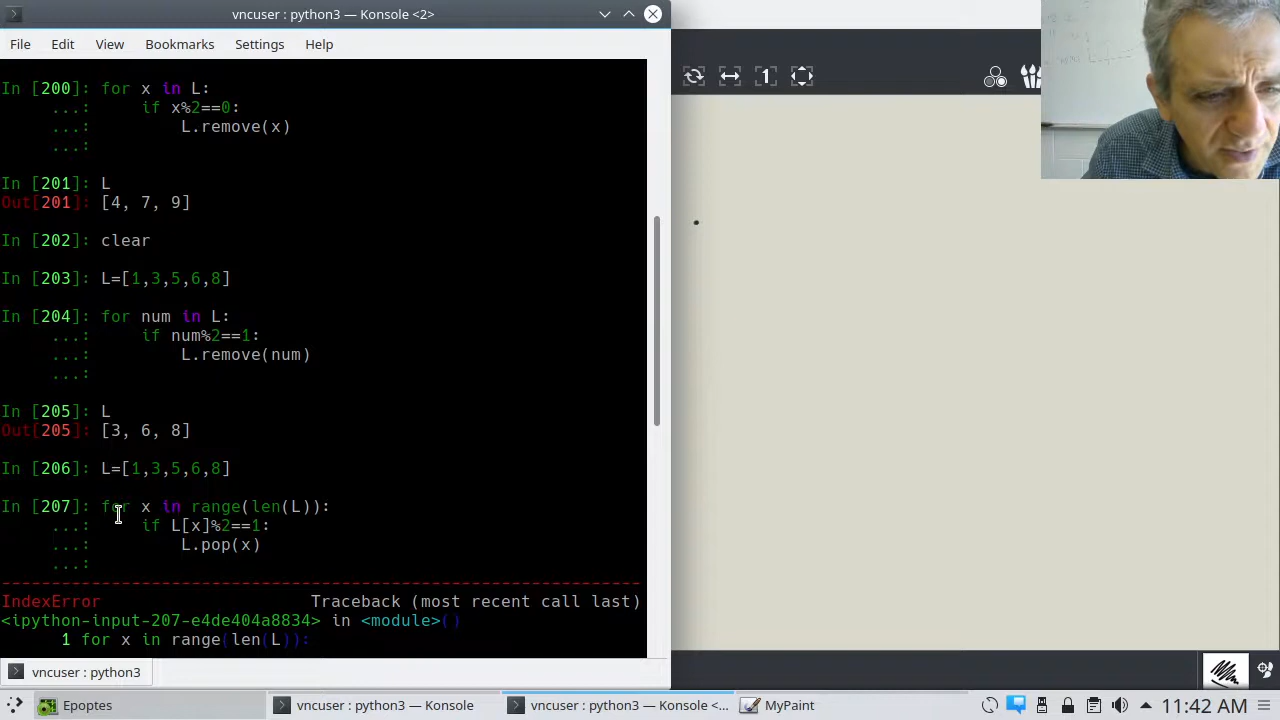 vncuser : python3 — Konsole <2>
File Edit View Bookmarks Settings Help
In [200]: for x in L:
...: if x%2==0:
...: L.remove(x)
...:
In [201]: L
Out[201]: [4, 7, 9]
In [202]: clear
In [203]: L=[1,3,5,6,8]
In [204]: for num in L:
...: if num%2==1:
...: L.remove(num)
...:
In [205]: L
Out[205]: [3, 6, 8]
In [206]: L=[1,3,5,6,8]
In [207]: for x in range(len(L)):
...: if L[x]%2==1:
...: L.pop(x)
...:
---------------------------------------------------------------------------
IndexError Traceback (most recent call last)
<ipython-input-207-e4de404a8834> in <module>()
1 for x in range(len(L)):
vncuser : python3
1
Epoptes
vncuser : python3 — Konsole
vncuser : python3 — Konsole <...
MyPaint
11:42 AM